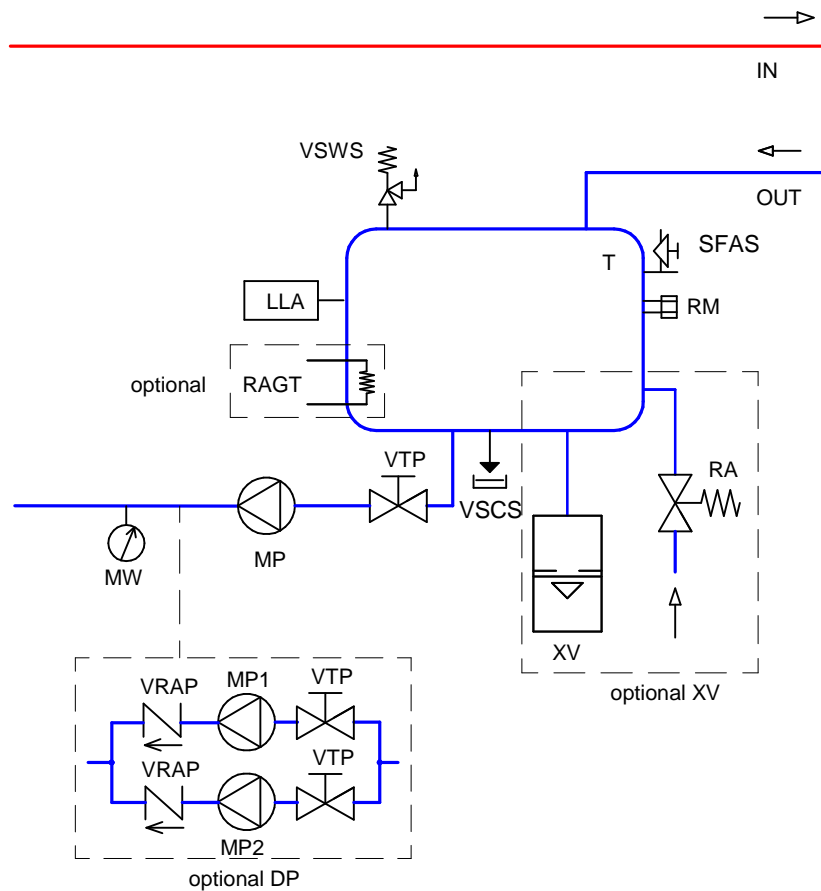 IN
VSWS
OUT
T
SFAS
LLA
RM
optional
RAGT
VTP
RA
VSCS
MP
MW
XV
optional XV
VRAP
MP1
VTP
VRAP
VTP
MP2
optional DP